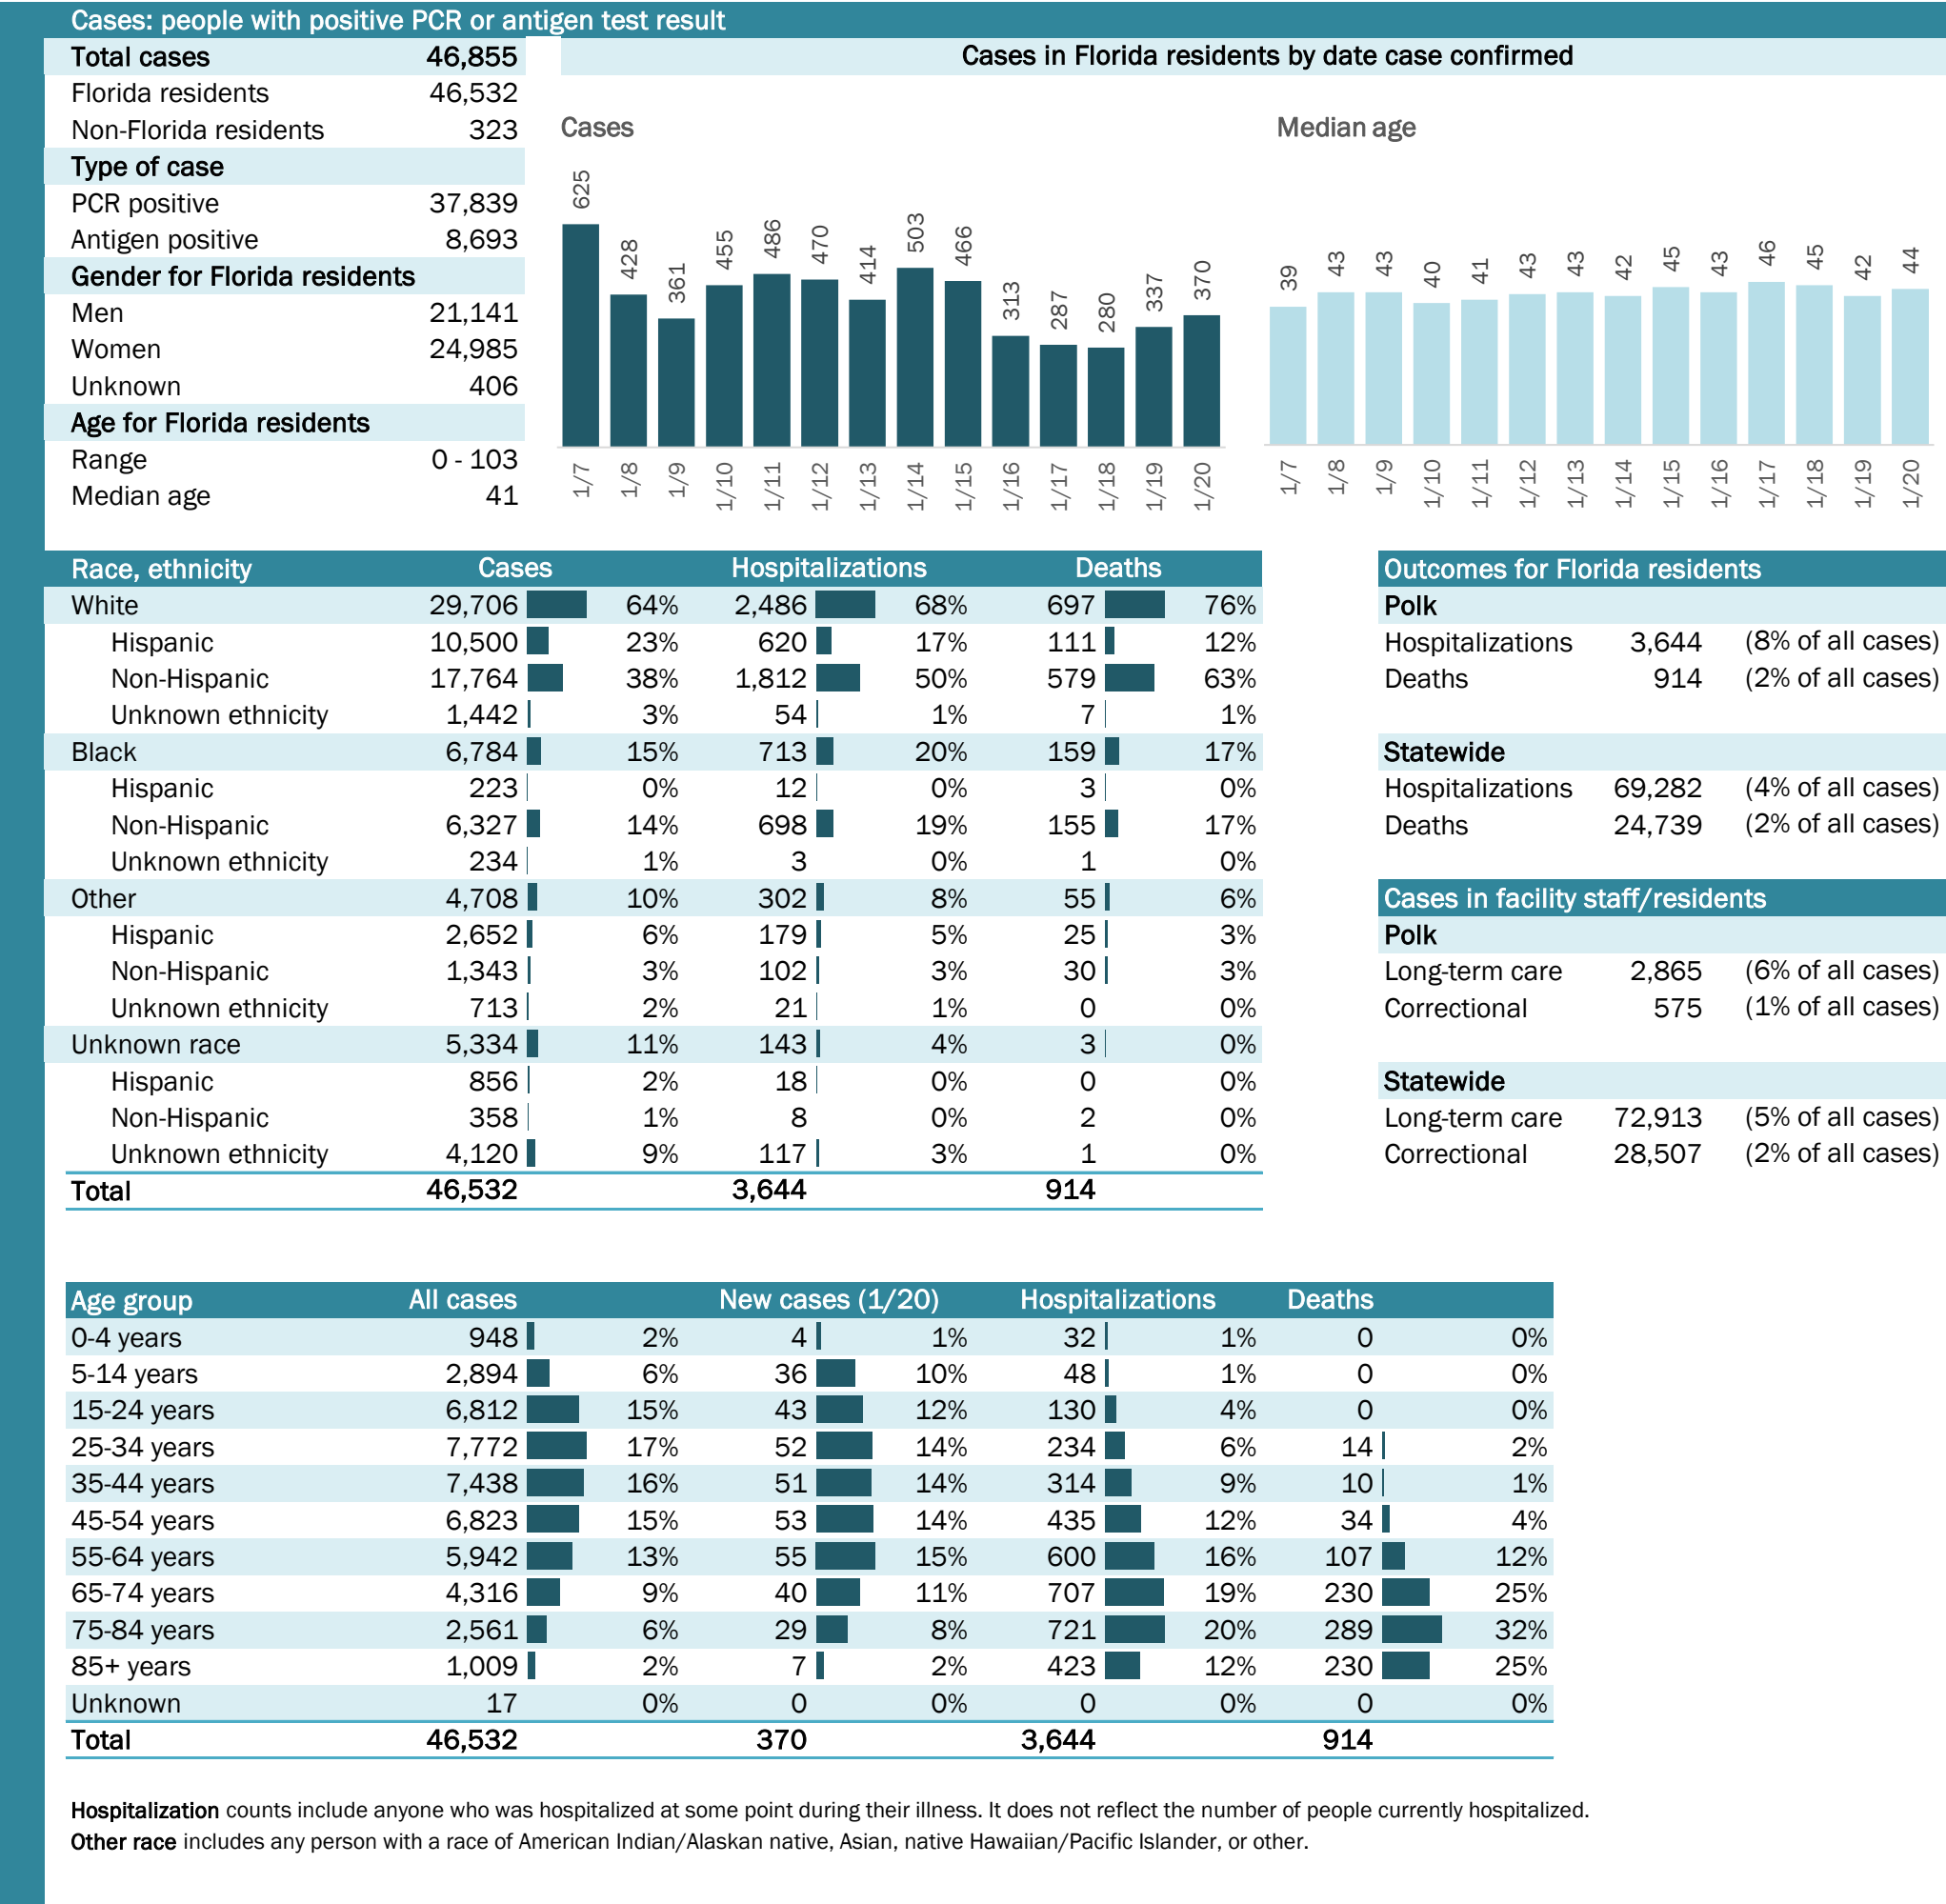 Cases: people with positive PCR or antigen test result
Total cases 46,855
Florida residents 46,532
Non-Florida residents 323
Type of case
PCR positive 37,839
Antigen positive 8,693
Gender for Florida residents
Men 21,141
Women 24,985
Unknown 406
Age for Florida residents
Range 0 - 103
Median age 41
Cases in Florida residents by date case confirmed
Cases
625 428 361 455 486 470 414 503 466 313 287 280 337 370
1/7 1/8 1/9 1/10 1/11 1/12 1/13 1/14 1/15 1/16 1/17 1/18 1/19 1/20
Median age
39 43 43 40 41 43 43 42 45 43 46 45 42 44
1/7 1/8 1/9 1/10 1/11 1/12 1/13 1/14 1/15 1/16 1/17 1/18 1/19 1/20
Race, ethnicity Cases Hospitalizations Deaths
White 29,706 64% 2,486 68% 697 76%
Hispanic 10,500 23% 620 17% 111 12%
Non-Hispanic 17,764 38% 1,812 50% 579 63%
Unknown ethnicity 1,442 3% 54 1% 7 1%
Black 6,784 15% 713 20% 159 17%
Hispanic 223 0% 12 0% 3 0%
Non-Hispanic 6,327 14% 698 19% 155 17%
Unknown ethnicity 234 1% 3 0% 1 0%
Other 4,708 10% 302 8% 55 6%
Hispanic 2,652 6% 179 5% 25 3%
Non-Hispanic 1,343 3% 102 3% 30 3%
Unknown ethnicity 713 2% 21 1% 0 0%
Unknown race 5,334 11% 143 4% 3 0%
Hispanic 856 2% 18 0% 0 0%
Non-Hispanic 358 1% 8 0% 2 0%
Unknown ethnicity 4,120 9% 117 3% 1 0%
Total 46,532 3,644 914
Outcomes for Florida residents
Polk
Hospitalizations 3,644 (8% of all cases)
Deaths 914 (2% of all cases)
Statewide
Hospitalizations 69,282 (4% of all cases)
Deaths 24,739 (2% of all cases)
Cases in facility staff/residents
Polk
Long-term care 2,865 (6% of all cases)
Correctional 575 (1% of all cases)
Statewide
Long-term care 72,913 (5% of all cases)
Correctional 28,507 (2% of all cases)
Age group All cases New cases (1/20) Hospitalizations Deaths
0-4 years 948 2% 4 1% 32 1% 0 0%
5-14 years 2,894 6% 36 10% 48 1% 0 0%
15-24 years 6,812 15% 43 12% 130 4% 0 0%
25-34 years 7,772 17% 52 14% 234 6% 14 2%
35-44 years 7,438 16% 51 14% 314 9% 10 1%
45-54 years 6,823 15% 53 14% 435 12% 34 4%
55-64 years 5,942 13% 55 15% 600 16% 107 12%
65-74 years 4,316 9% 40 11% 707 19% 230 25%
75-84 years 2,561 6% 29 8% 721 20% 289 32%
85+ years 1,009 2% 7 2% 423 12% 230 25%
Unknown 17 0% 0 0% 0 0% 0 0%
Total 46,532 370 3,644 914
Hospitalization counts include anyone who was hospitalized at some point during their illness. It does not reflect the number of people currently hospitalized.
Other race includes any person with a race of American Indian/Alaskan native, Asian, native Hawaiian/Pacific Islander, or other.